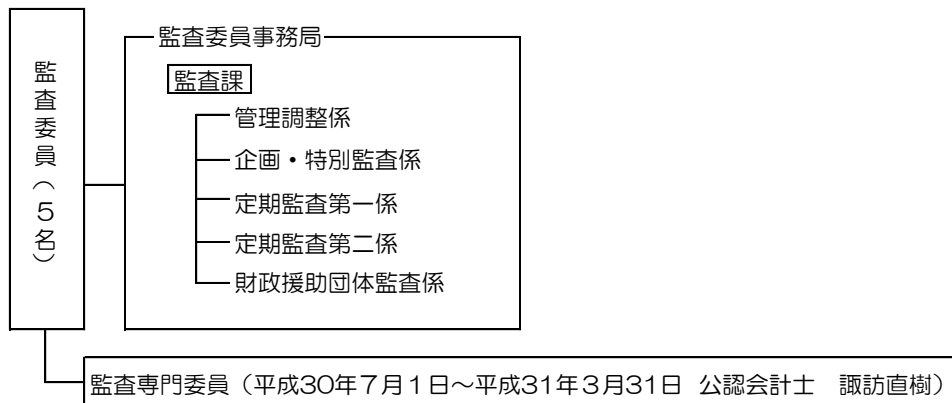 監査委員（５名）
監査委員事務局
監査課
管理調整係
企画・特別監査係
定期監査第一係
定期監査第二係
財政援助団体監査係
監査専門委員（平成30年７月１日～平成31年３月31日 公認会計士　諏訪直樹）